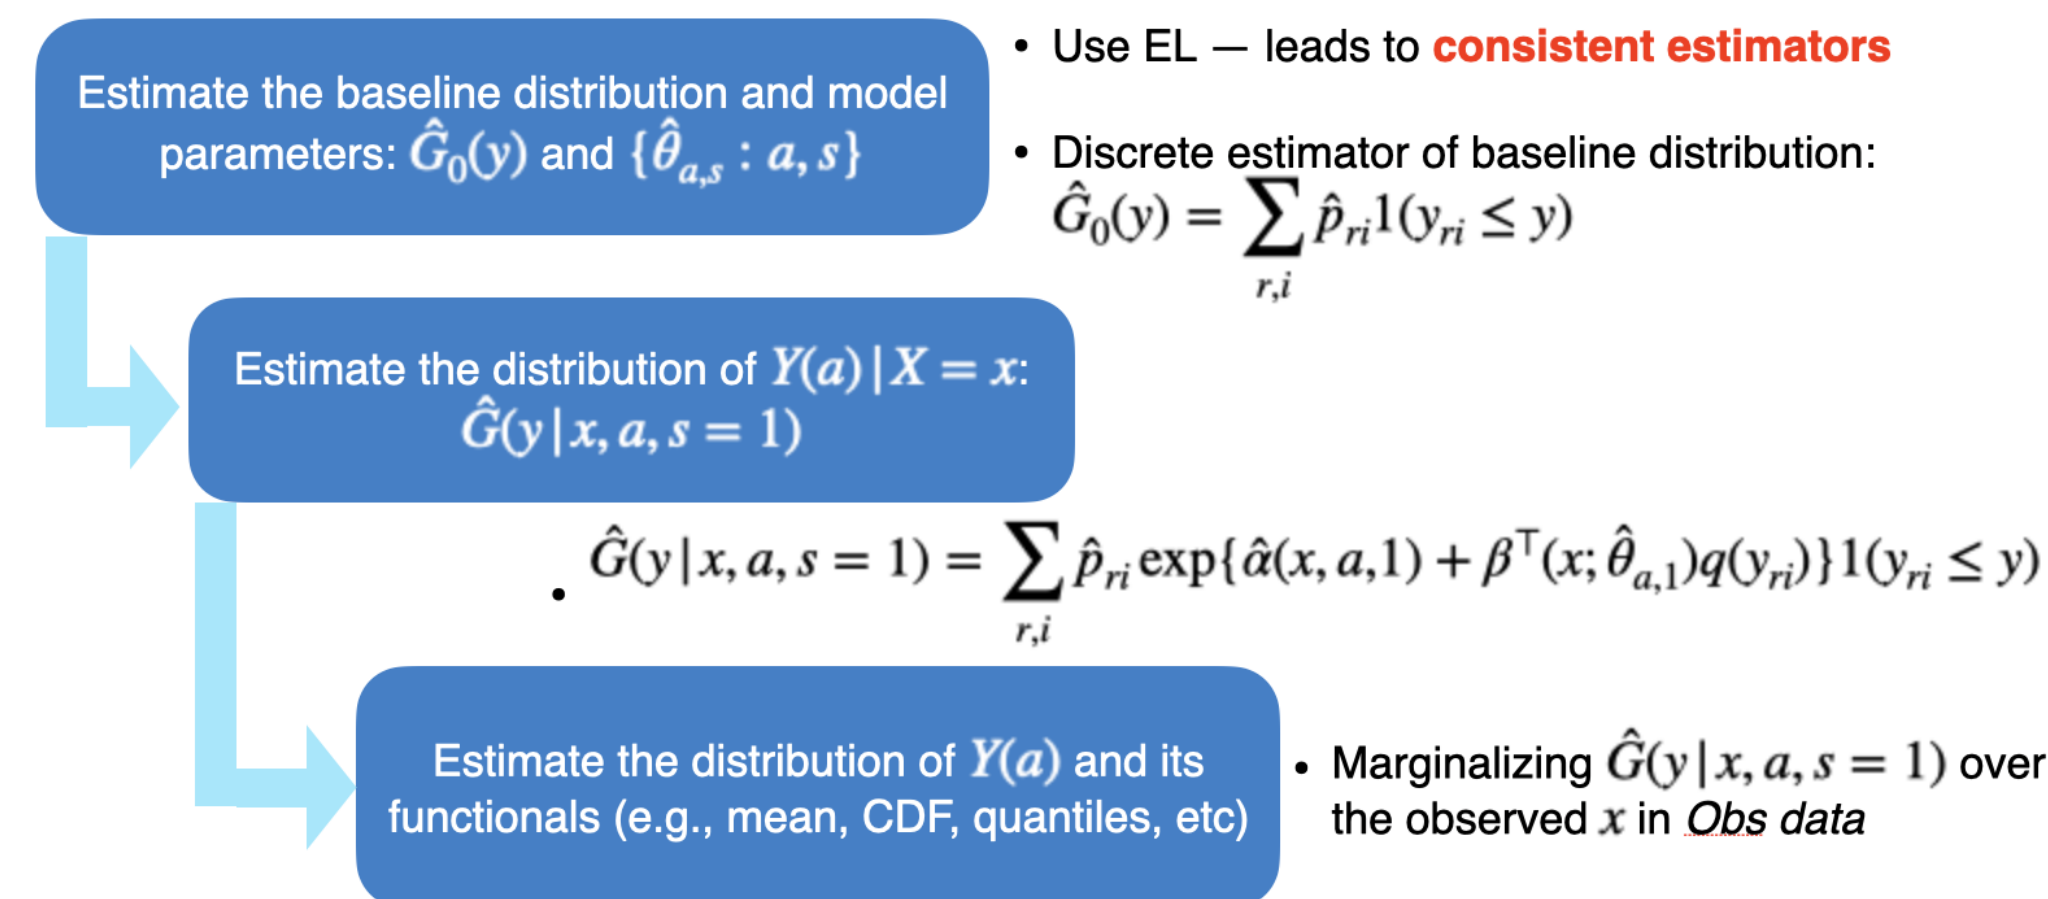 Estimate the baseline distribution and model
parameters: Ĝ₀(y) and {θ̂ₐ,ₛ : a, s}
• Use EL — leads to consistent estimators
• Discrete estimator of baseline distribution:
Ĝ₀(y) = ∑ p̂ᵣᵢ1(yᵣᵢ ≤ y)
r,i
Estimate the distribution of Y(a) | X = x:
Ĝ(y | x, a, s = 1)
• Ĝ(y | x, a, s = 1) = ∑ p̂ᵣᵢ exp{α̂(x, a,1) + β⊤(x; θ̂ₐ,₁)q(yᵣᵢ)}1(yᵣᵢ ≤ y)
r,i
Estimate the distribution of Y(a) and its
functionals (e.g., mean, CDF, quantiles, etc)
• Marginalizing Ĝ(y | x, a, s = 1) over
the observed x in Obs data